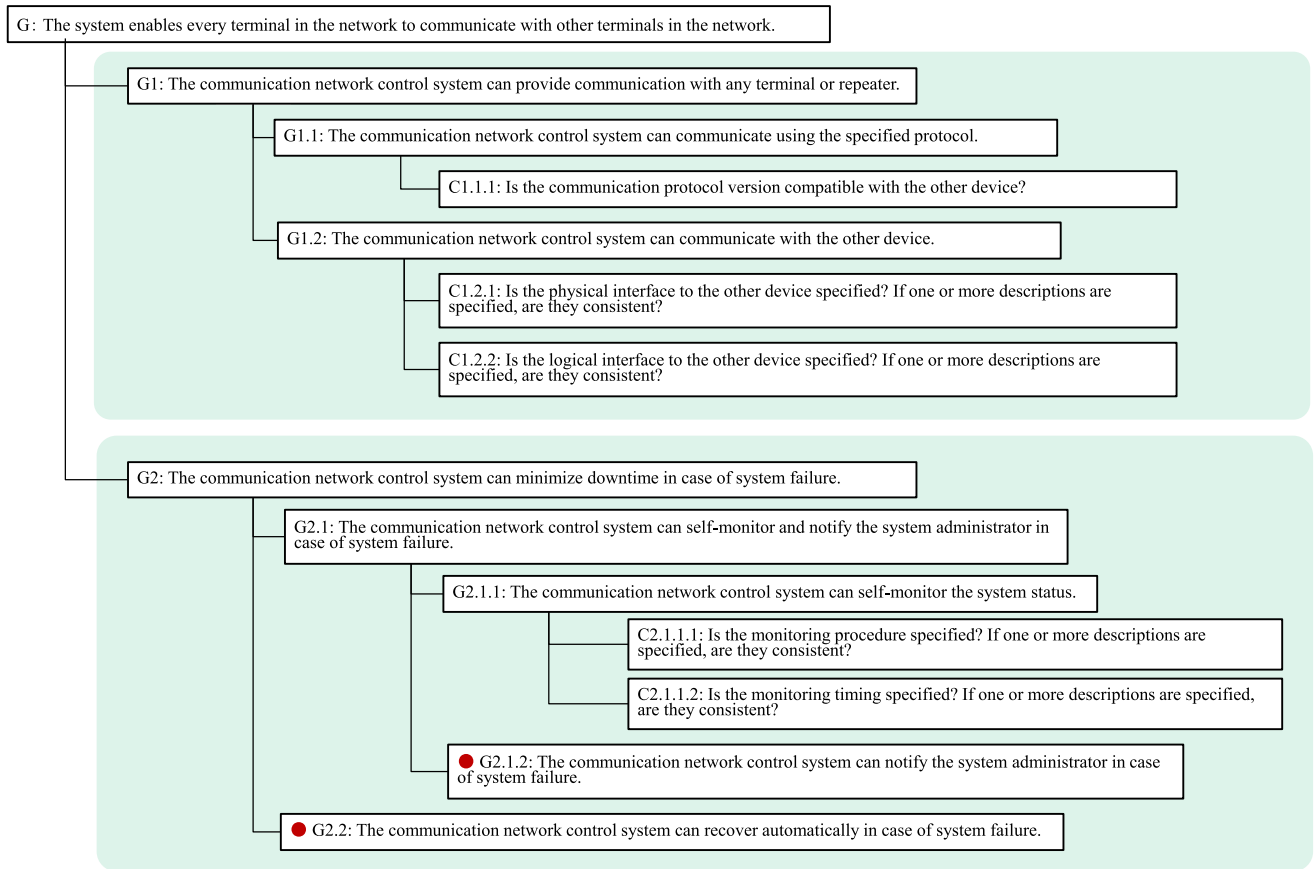 G: The system enables every terminal in the network to communicate with other terminals in the network.
G1: The communication network control system can provide communication with any terminal or repeater.
G1.1: The communication network control system can communicate using the specified protocol.
C1.1.1: Is the communication protocol version compatible with the other device?
G1.2: The communication network control system can communicate with the other device.
C1.2.1: Is the physical interface to the other device specified? If one or more descriptions are
specified, are they consistent?
C1.2.2: Is the logical interface to the other device specified? If one or more descriptions are
specified, are they consistent?
G2: The communication network control system can minimize downtime in case of system failure.
G2.1: The communication network control system can self-monitor and notify the system administrator in
case of system failure.
G2.1.1: The communication network control system can self-monitor the system status.
C2.1.1.1: Is the monitoring procedure specified? If one or more descriptions are
specified, are they consistent?
C2.1.1.2: Is the monitoring timing specified? If one or more descriptions are specified,
are they consistent?
G2.1.2: The communication network control system can notify the system administrator in case
of system failure.
G2.2: The communication network control system can recover automatically in case of system failure.